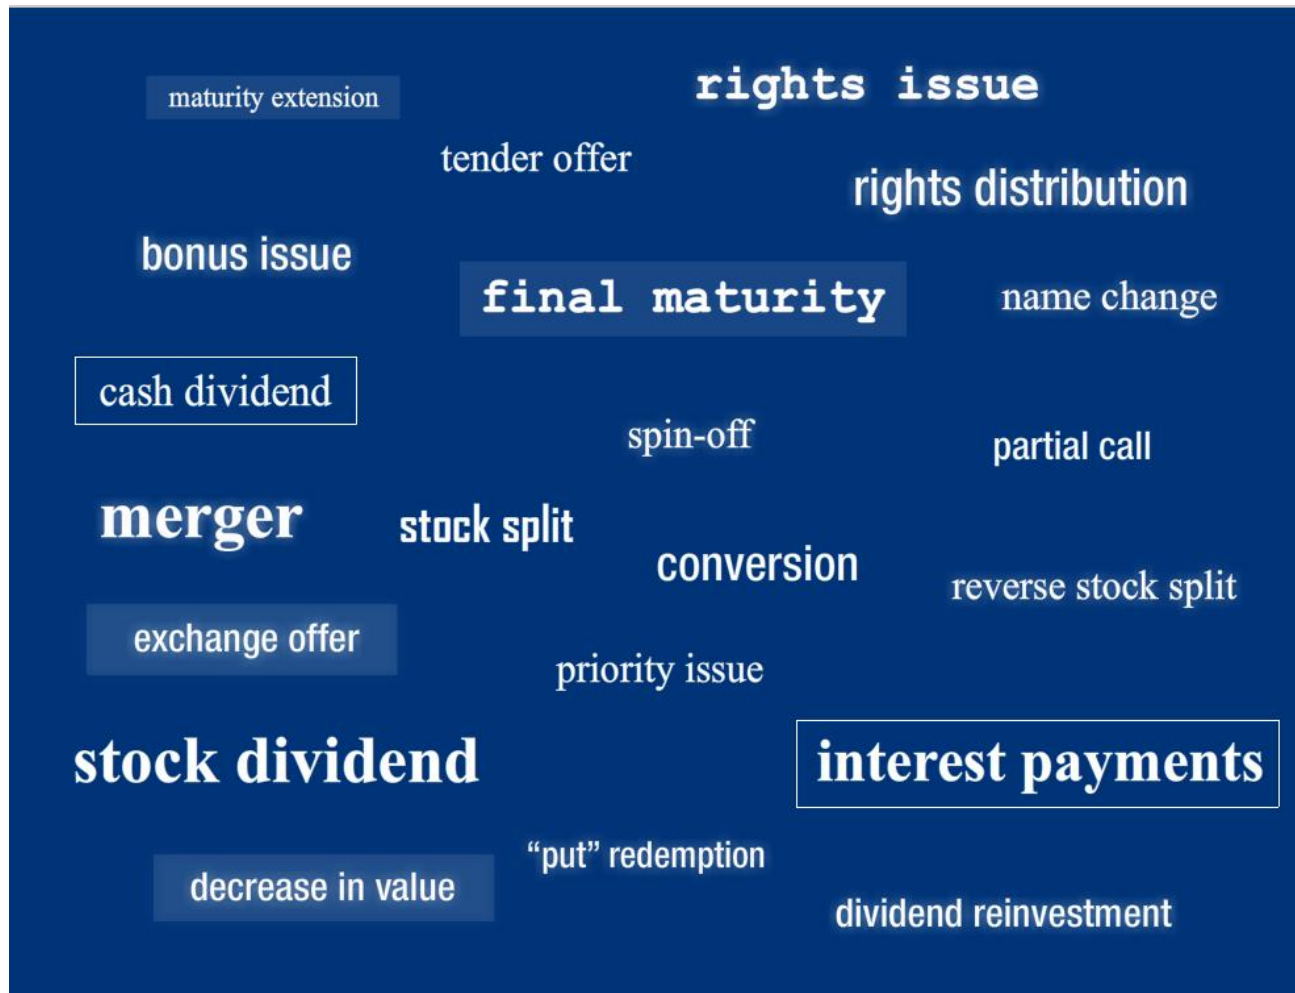 rights issue
maturity extension
tender offer
rights distribution
bonus issue
final maturity
name change
cash dividend
spin-off
partial call
merger
stock split
conversion
reverse stock split
exchange offer
priority issue
stock dividend
interest payments
“put” redemption
decrease in value
dividend reinvestment